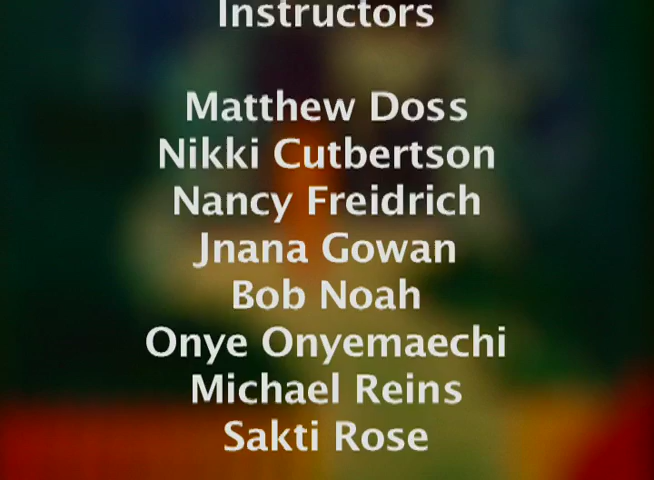 Instructors
Matthew Doss
Nikki Cutbertson
Nancy Freidrich
Jnana Gowan
Bob Noah
Onye Onyemaechi
Michael Reins
Sakti Rose